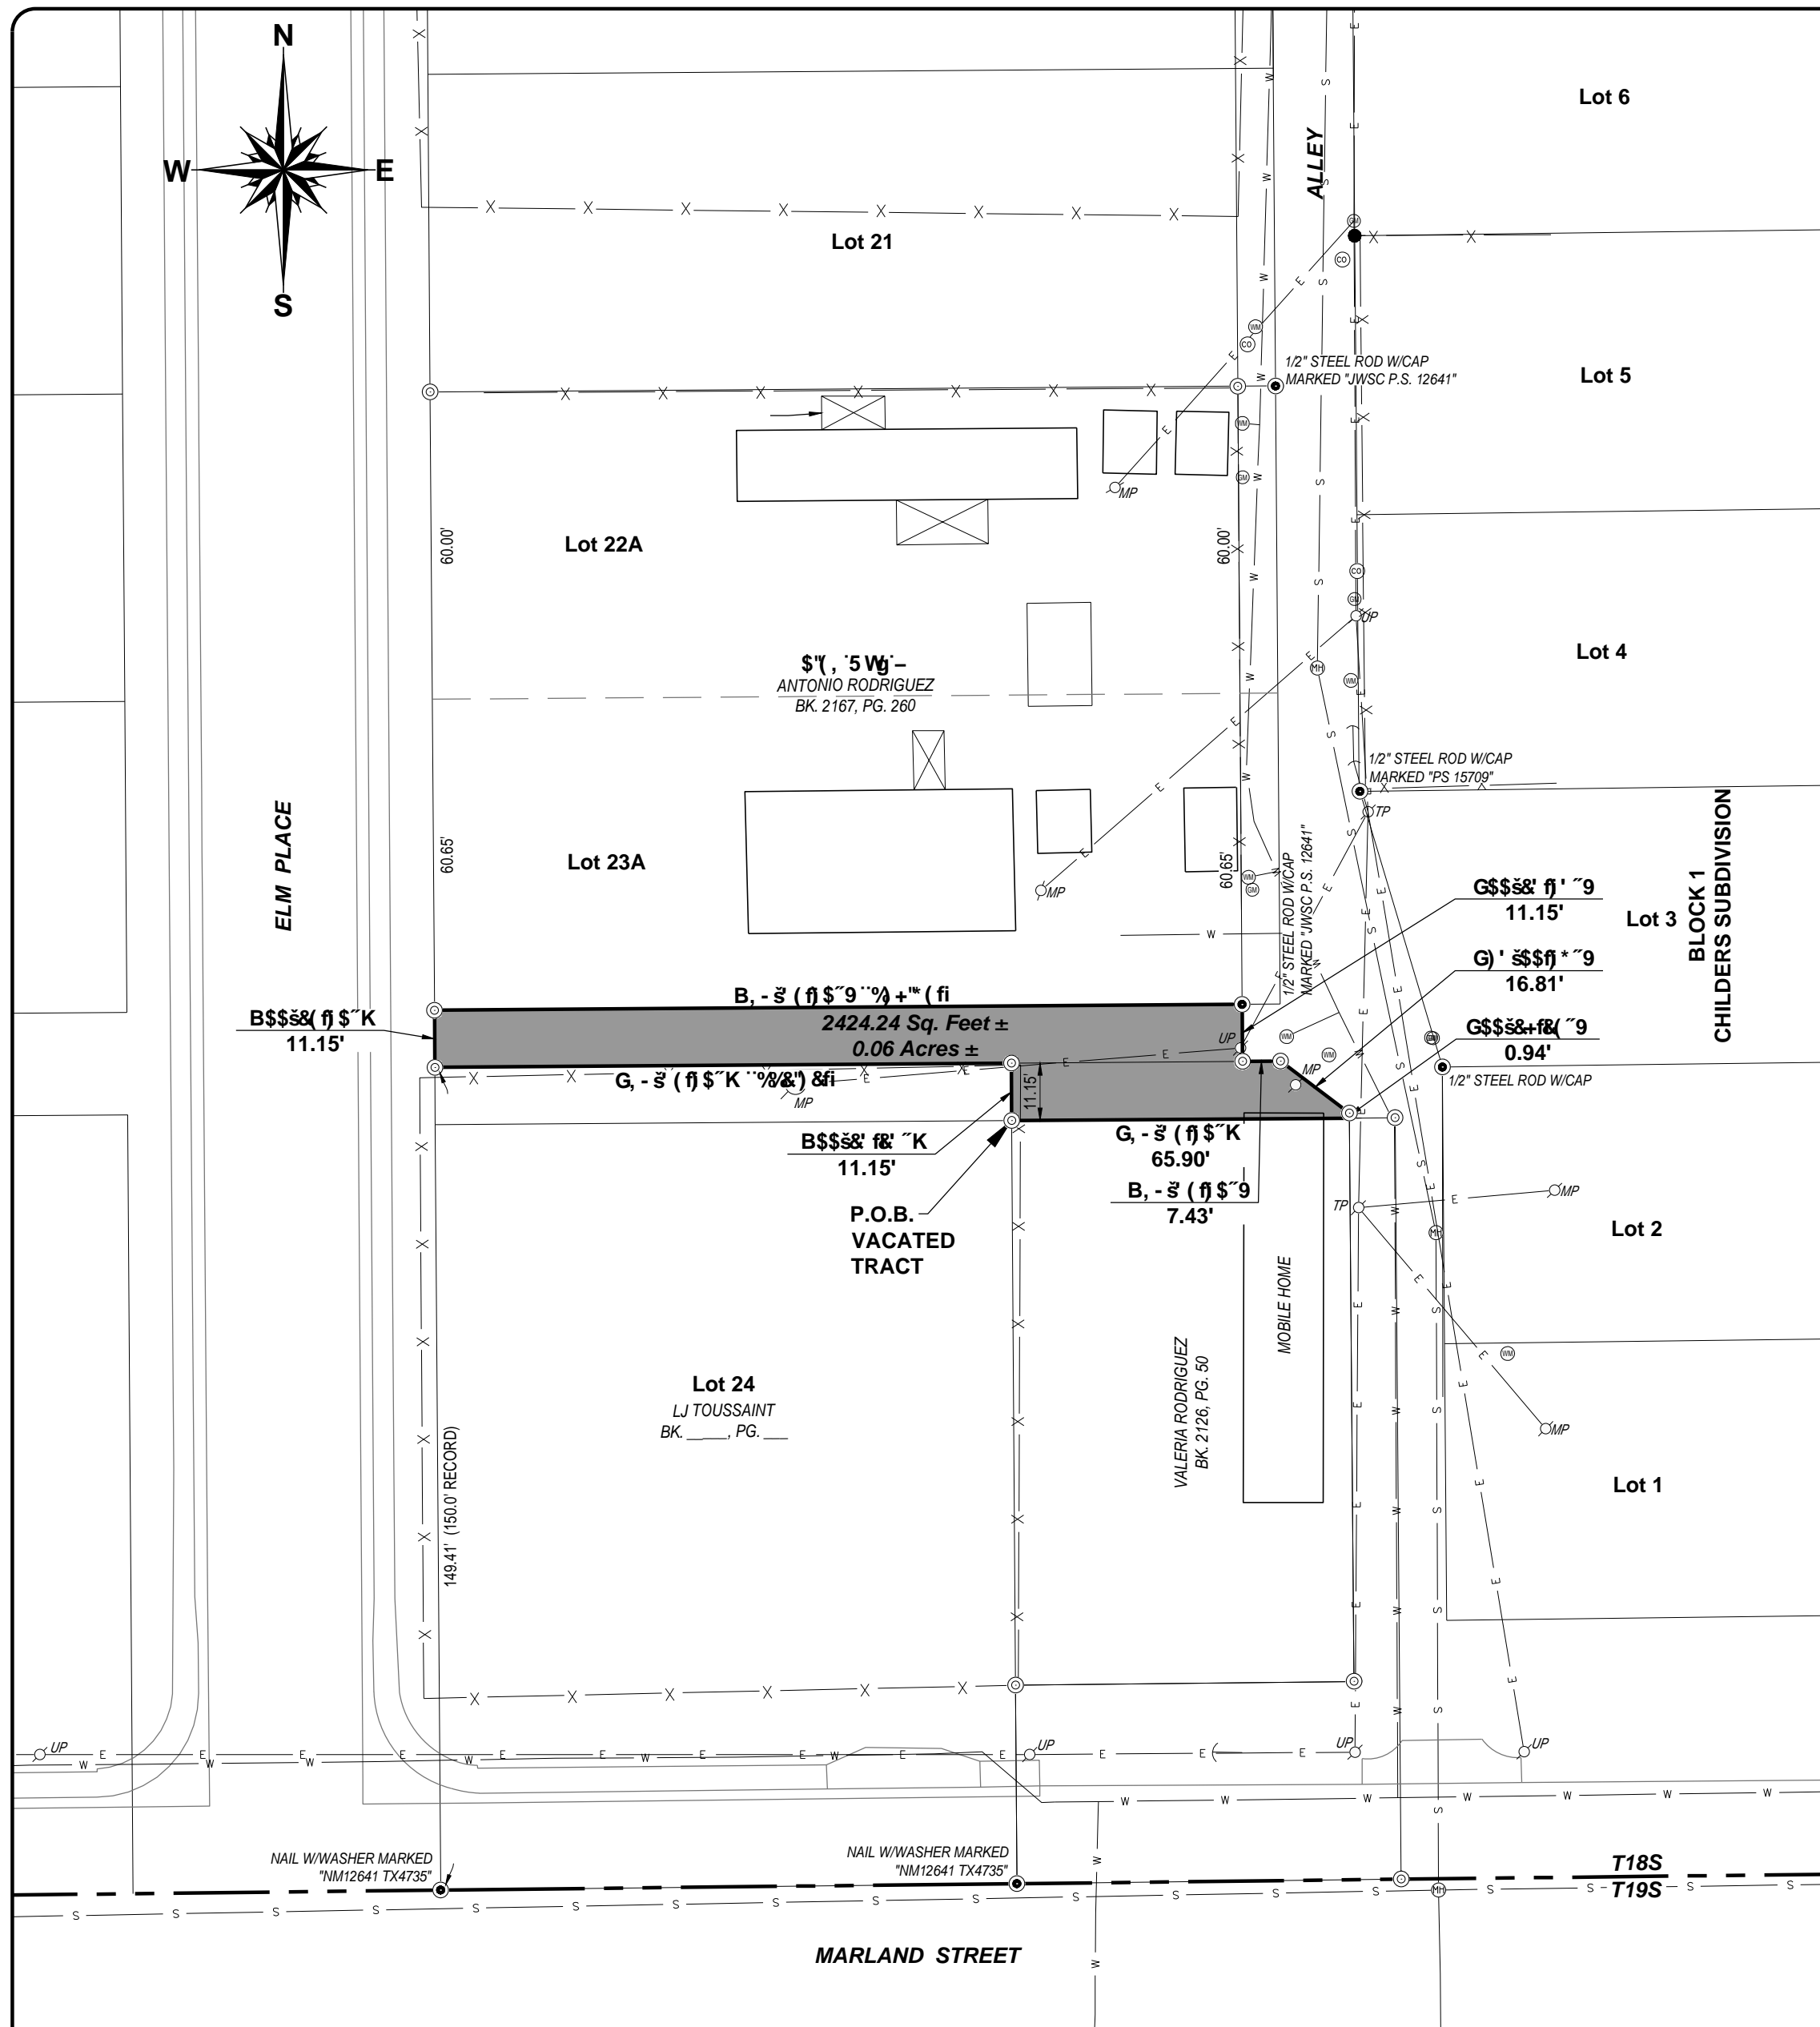 N
W
E
S
ELM PLACE
ALLEY
Lot 6
Lot 21
Lot 5
1/2" STEEL ROD W/CAP
MARKED "JWSC P.S. 12641"
Lot 22A
60.00'
60.00'
Lot 4
ANTONIO RODRIGUEZ
BK. 2167, PG. 260
1/2" STEEL ROD W/CAP
MARKED "PS 15709"
Lot 23A
60.65'
60.65'
1/2" STEEL ROD W/CAP
MARKED "JWSC P.S. 12641"
Lot 3
BLOCK 1
CHILDERS SUBDIVISION
11.15'
16.81'
0.94'
11.15'
2424.24 Sq. Feet ±
0.06 Acres ±
11.15'
11.15'
65.90'
7.43'
1/2" STEEL ROD W/CAP
P.O.B.
VACATED
TRACT
Lot 2
MOBILE HOME
VALERIA RODRIGUEZ
BK. 2126, PG. 50
Lot 24
LJ TOUSSAINT
BK. ____, PG. ___
149.41' (150.0' RECORD)
Lot 1
MP
MP
MP
MP
MP
MP
UP
UP
UP
UP
UP
UP
TP
TP
NAIL W/WASHER MARKED
"NM12641 TX4735"
NAIL W/WASHER MARKED
"NM12641 TX4735"
T18S
T19S
MARLAND STREET